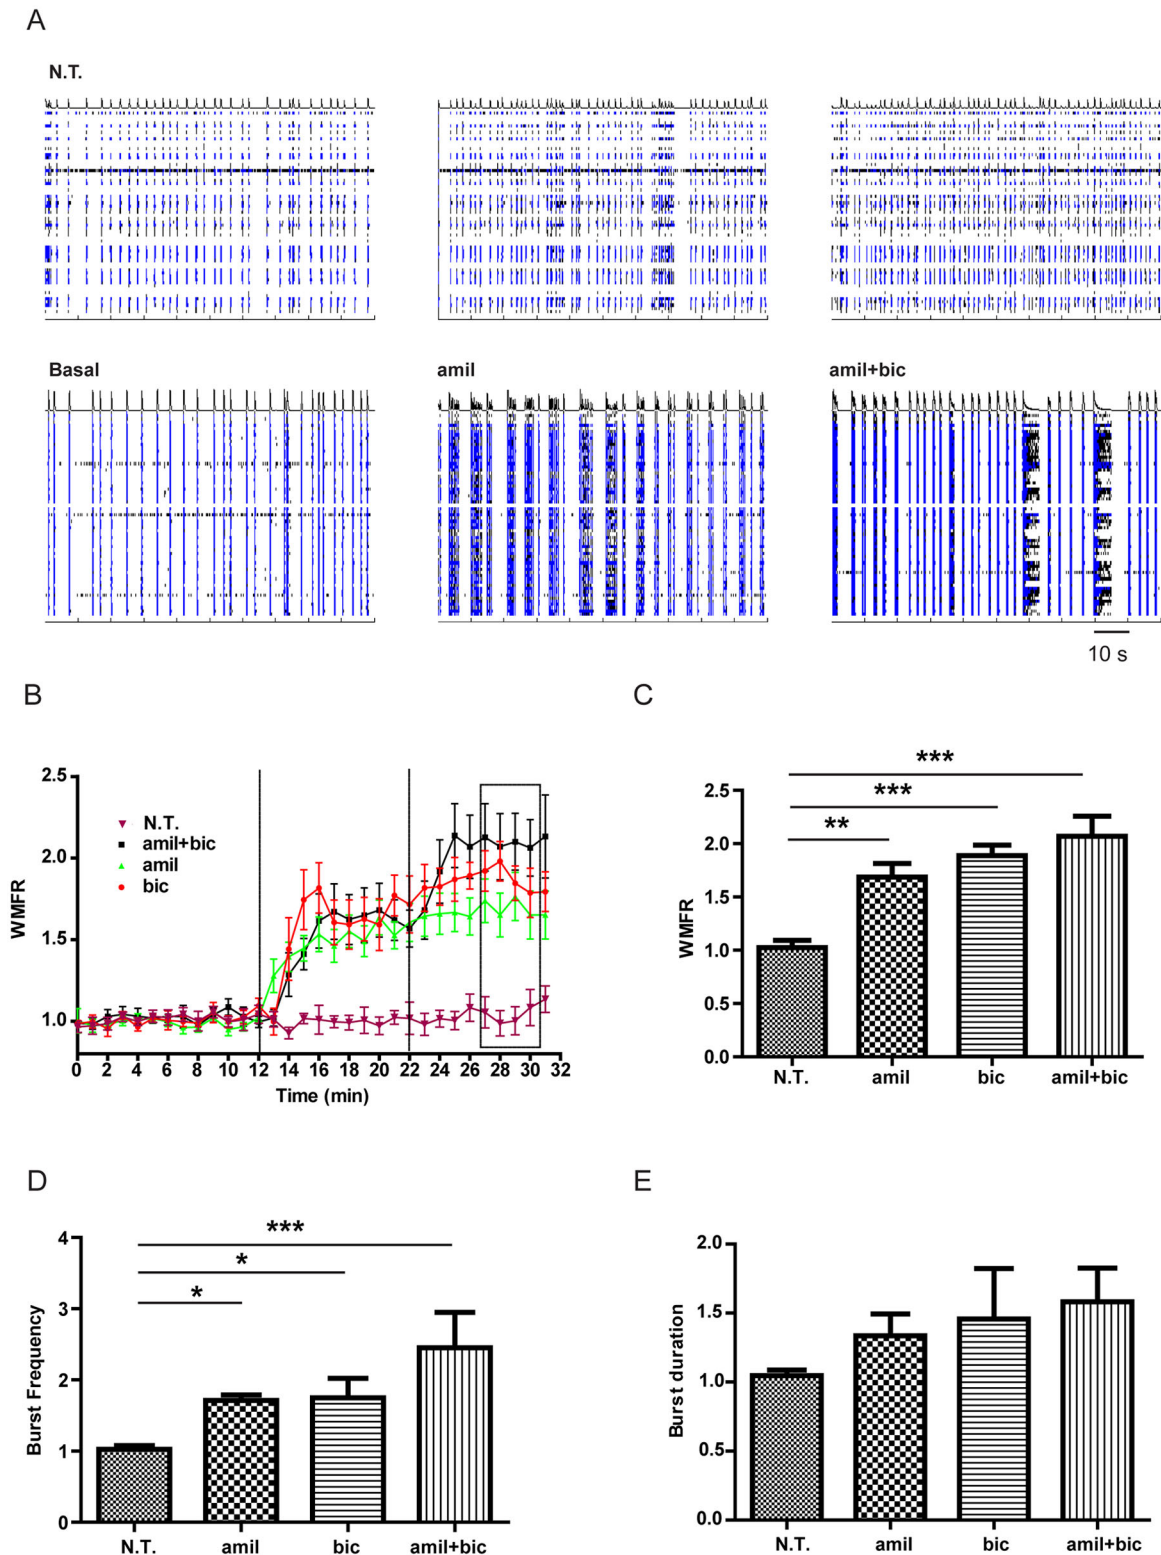 A
N.T.
Basal
amil
amil+bic
10 s
B
WMFR
2.5
2.0
1.5
1.0
N.T.
amil+bic
amil
bic
0 2 4 6 8 10 12 14 16 18 20 22 24 26 28 30 32
Time (min)
C
WMFR
2.5
2.0
1.5
1.0
0.5
0.0
***
***
**
N.T. amil bic amil+bic
D
Burst Frequency
4
3
2
1
0
***
*
*
N.T. amil bic amil+bic
E
Burst duration
2.0
1.5
1.0
0.5
0.0
N.T. amil bic amil+bic